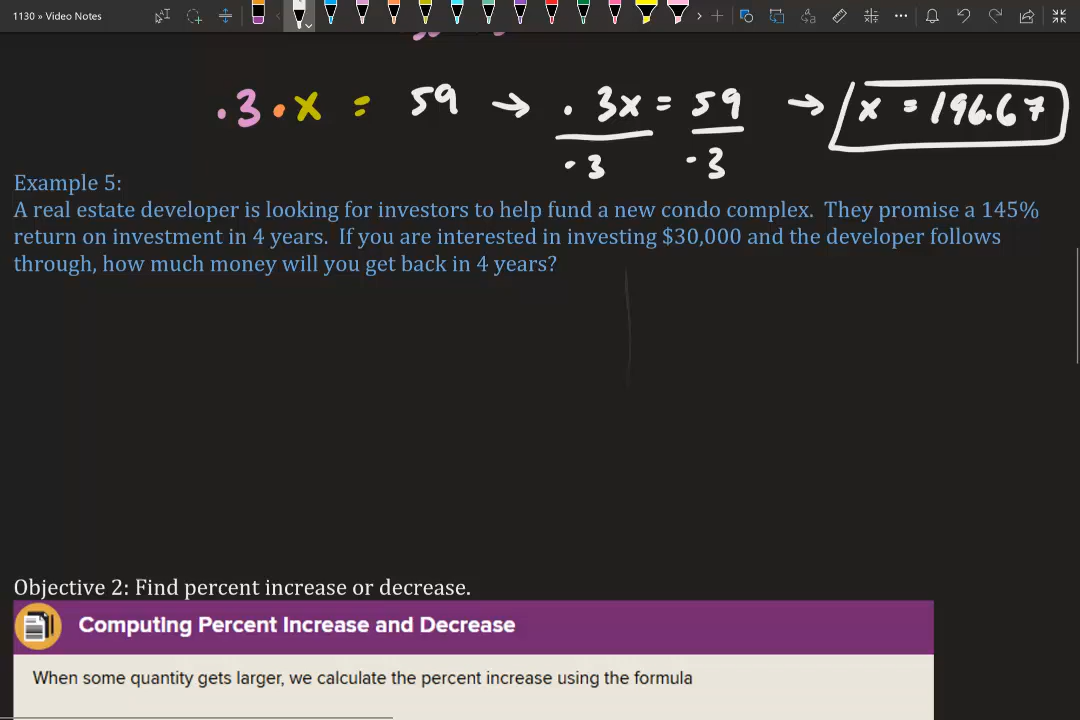 1130 » Video Notes
.3 · x = 59 → .3x = 59 → x = 196.67
.3 .3
Example 5:
A real estate developer is looking for investors to help fund a new condo complex. They promise a 145%
return on investment in 4 years. If you are interested in investing $30,000 and the developer follows
through, how much money will you get back in 4 years?
Objective 2: Find percent increase or decrease.
Computing Percent Increase and Decrease
When some quantity gets larger, we calculate the percent increase using the formula